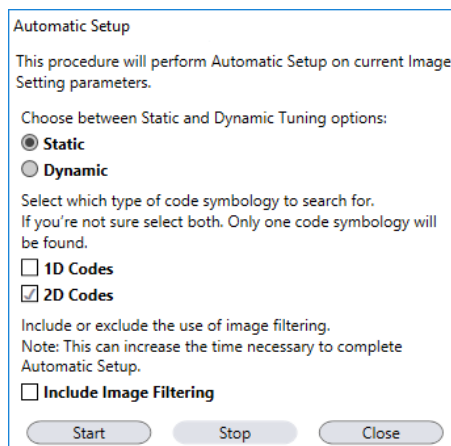 Automatic Setup
This procedure will perform Automatic Setup on current Image
Setting parameters.
Choose between Static and Dynamic Tuning options:
Static
Dynamic
Select which type of code symbology to search for.
If you're not sure select both. Only one code symbology will
be found.
1D Codes
2D Codes
Include or exclude the use of image filtering.
Note: This can increase the time necessary to complete
Automatic Setup.
Include Image Filtering
Start Stop Close